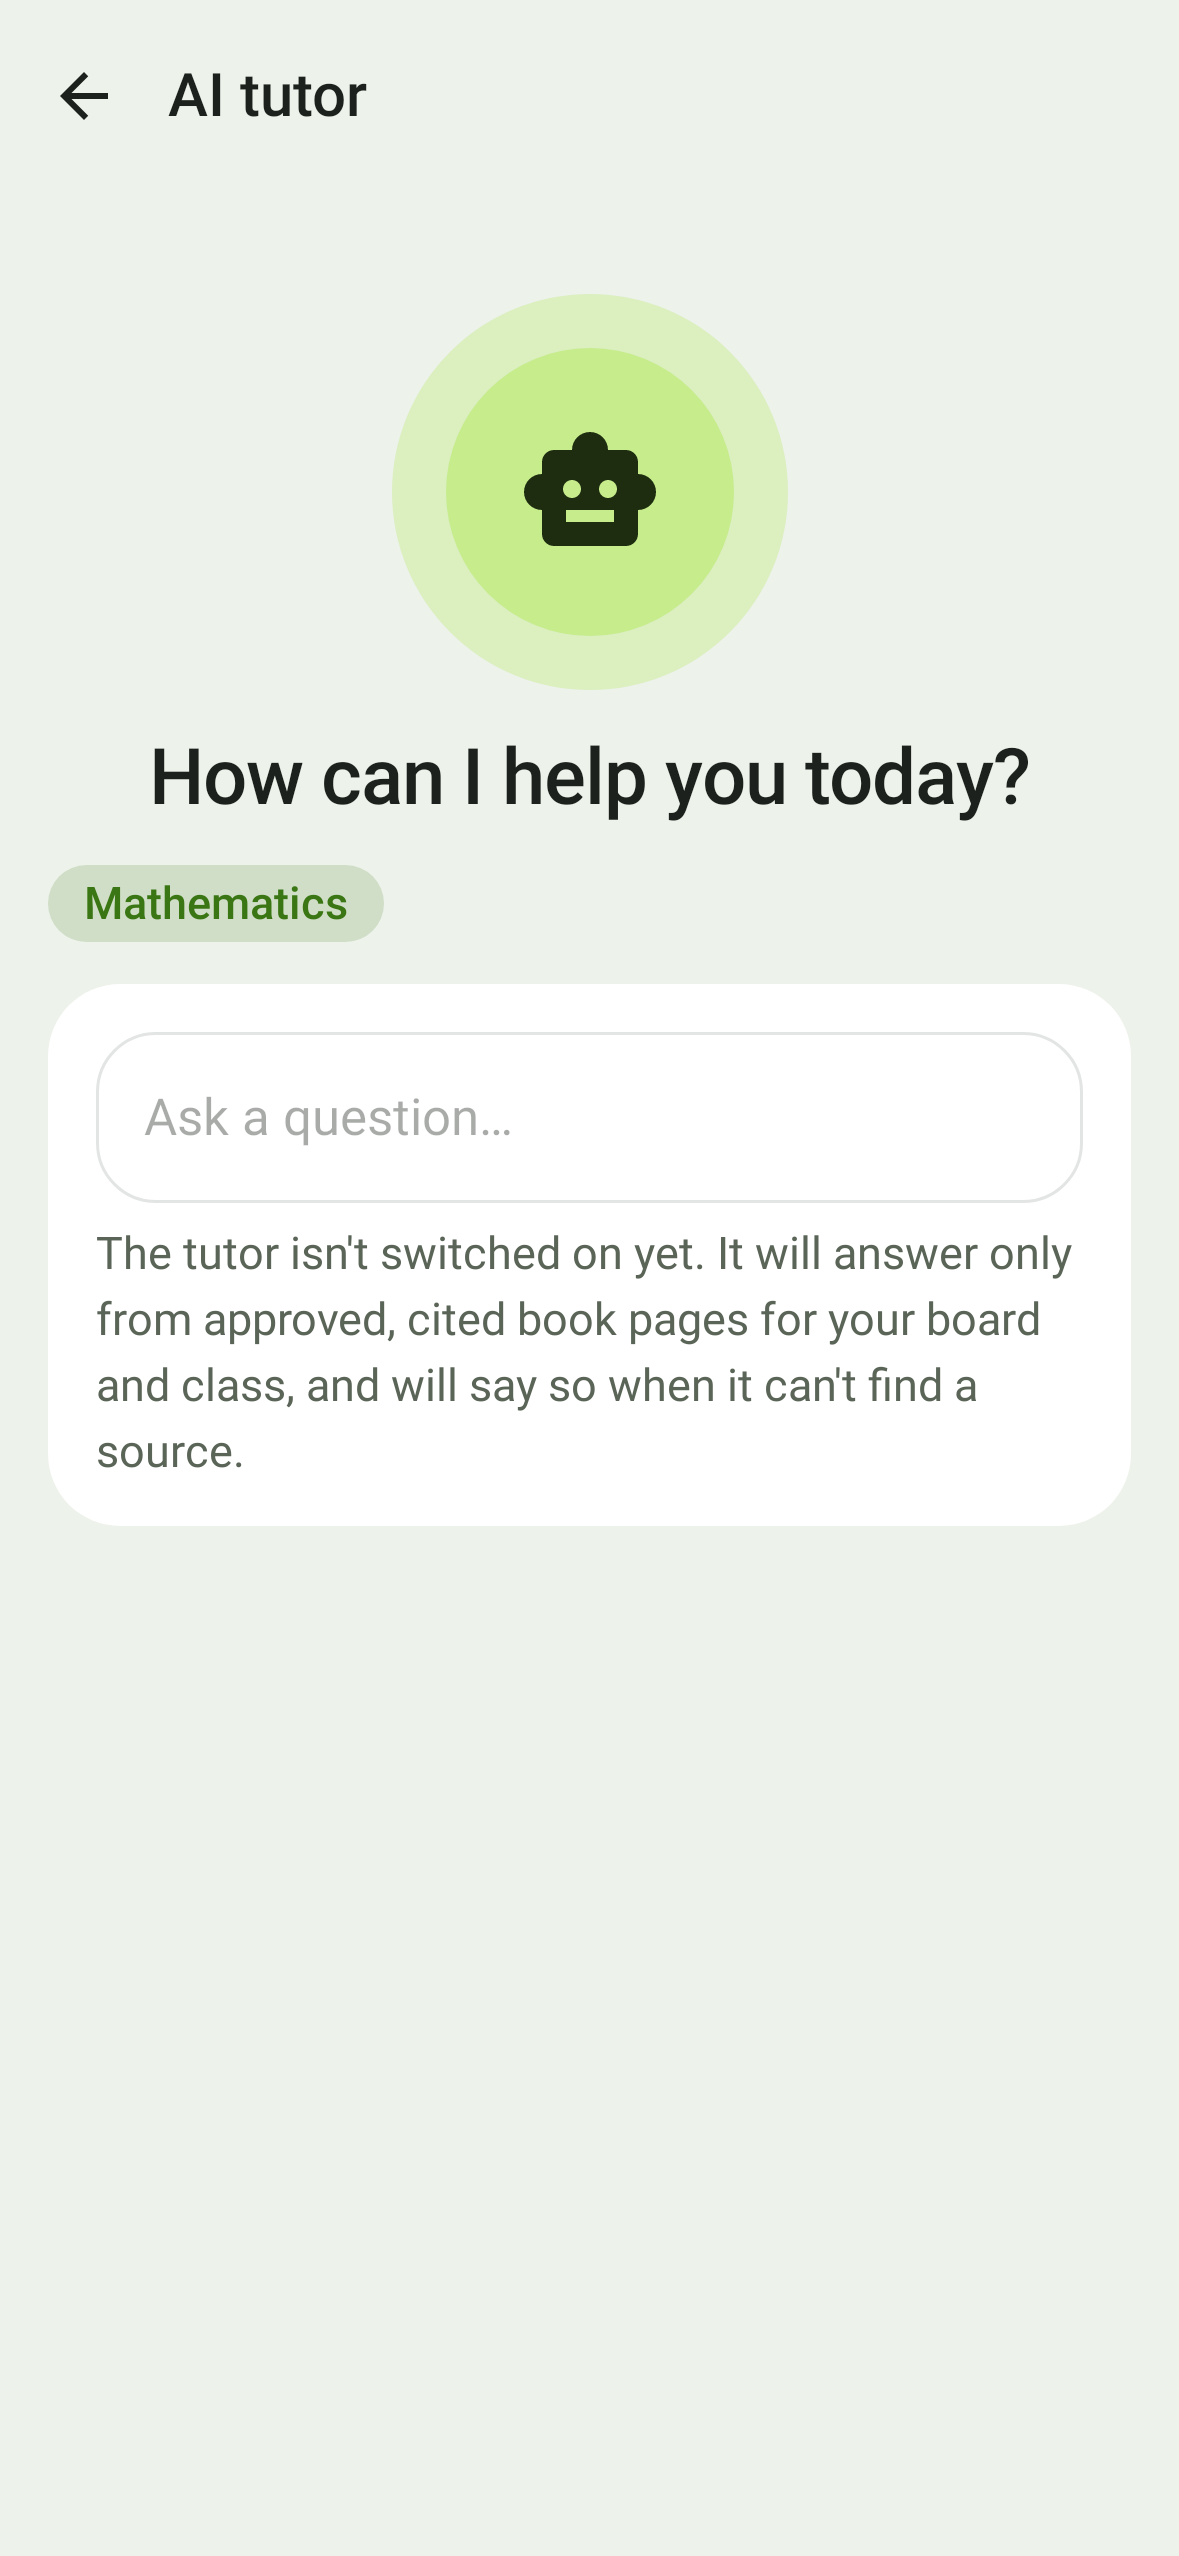 AI tutor
How can I help you today?
Mathematics
Ask a question...
The tutor isn't switched on yet. It will answer only
from approved, cited book pages for your board
and class, and will say so when it can't find a
source.